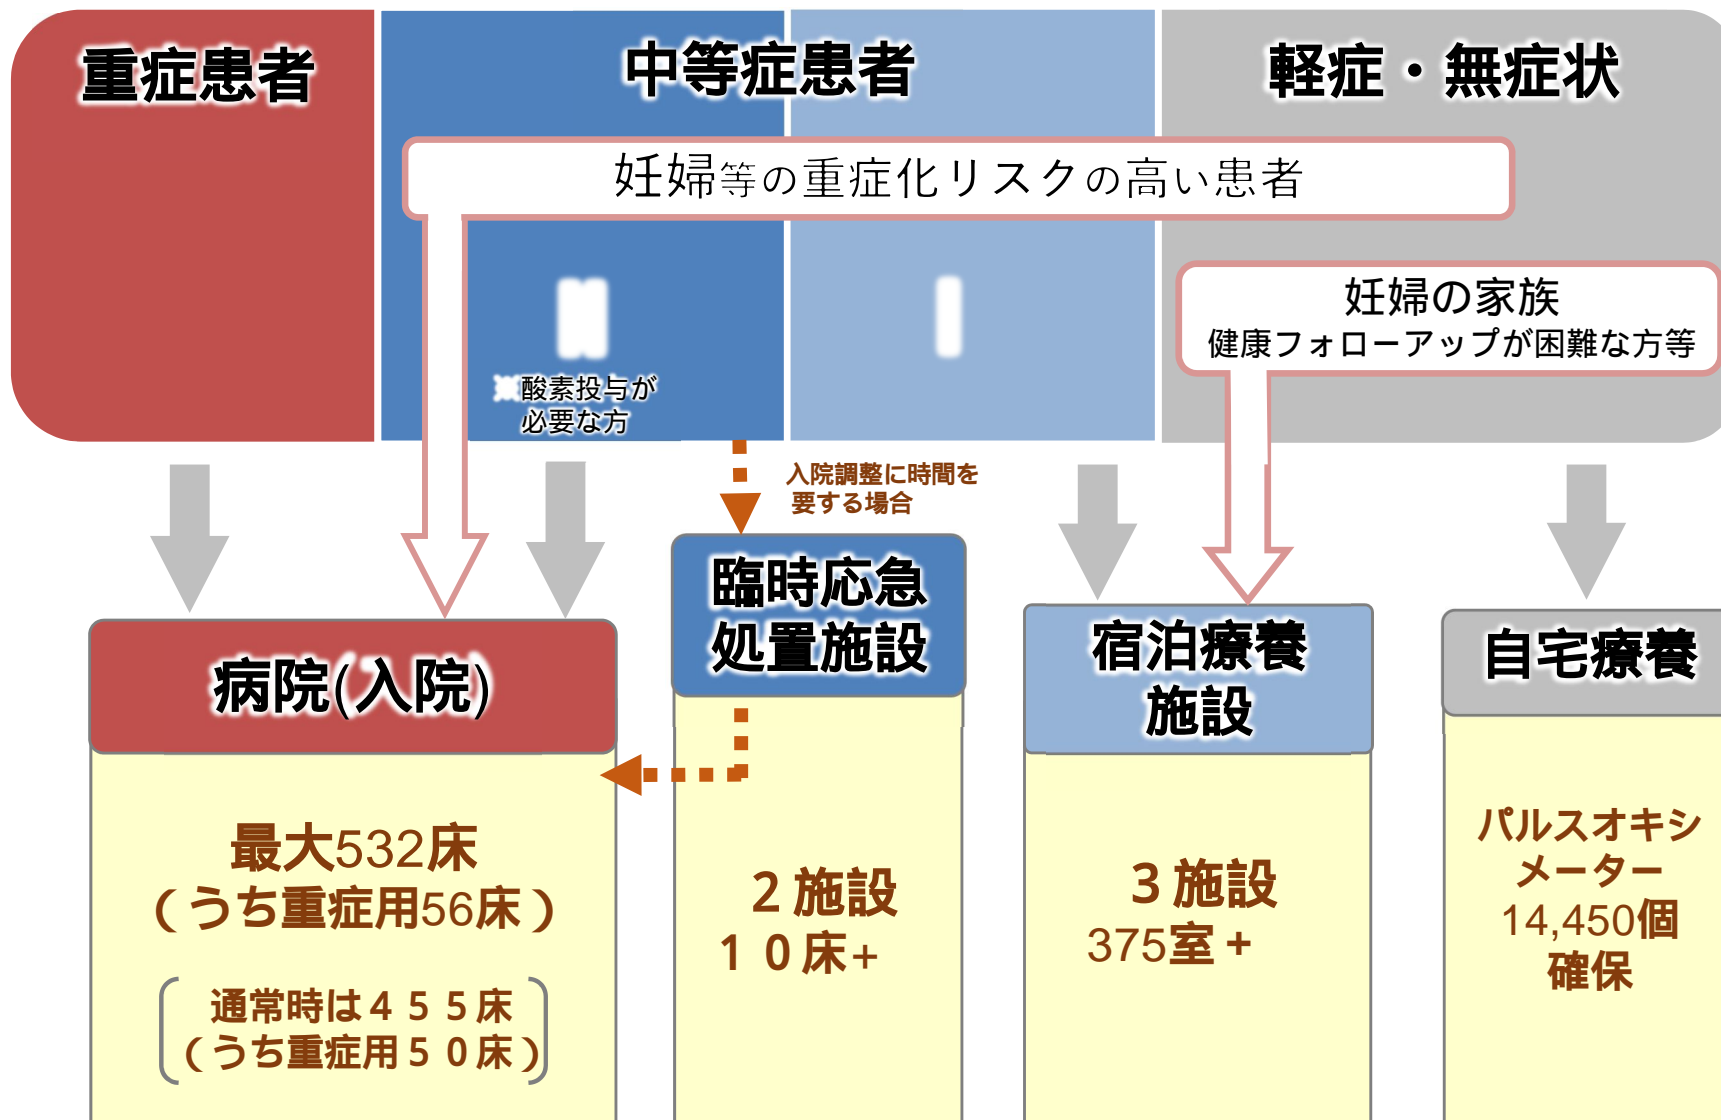 重症患者
中等症患者
軽症・無症状
妊婦等の重症化リスクの高い患者
妊婦の家族
健康フォローアップが困難な方等
※酸素投与が
必要な方
入院調整に時間を
要する場合
病院(入院)
最大532床
(うち重症用56床)
通常時は４５５床
(うち重症用５０床)
臨時応急
処置施設
２施設
１０床+
宿泊療養
施設
３施設
375室+
自宅療養
パルスオキシ
メーター
14,450個
確保